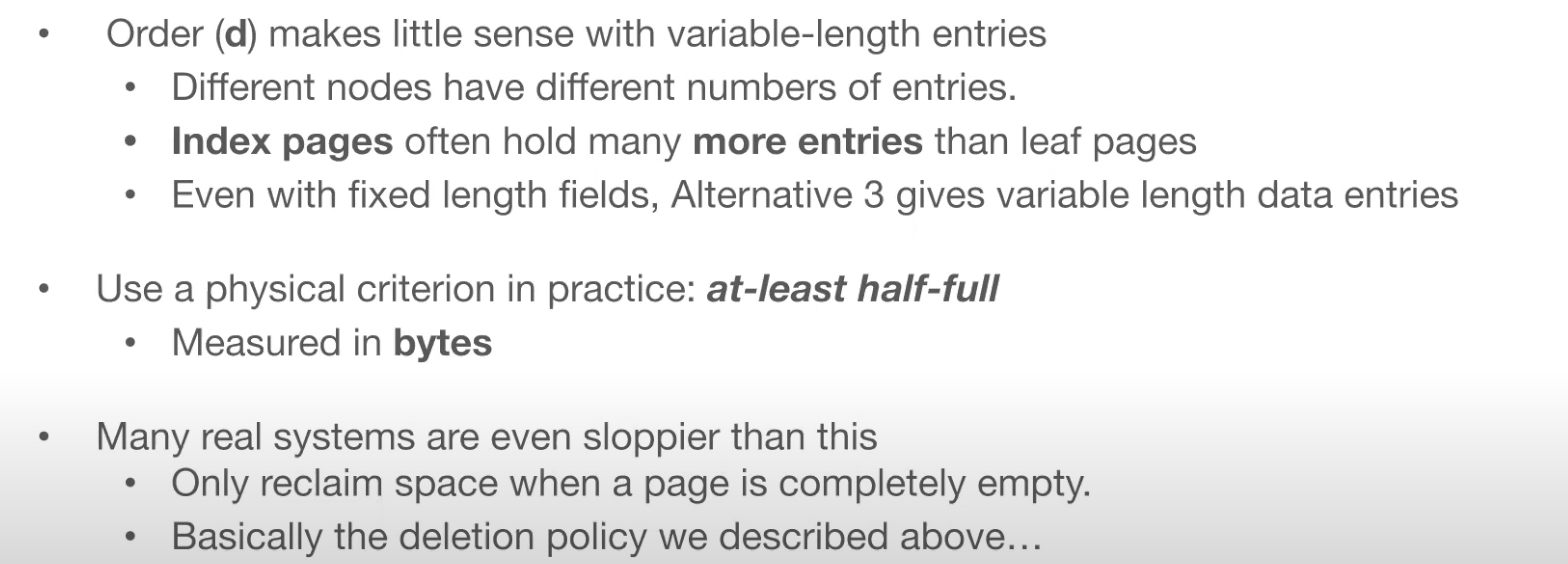 • Order (d) makes little sense with variable-length entries
• Different nodes have different numbers of entries.
• Index pages often hold many more entries than leaf pages
• Even with fixed length fields, Alternative 3 gives variable length data entries
• Use a physical criterion in practice: at-least half-full
• Measured in bytes
• Many real systems are even sloppier than this
• Only reclaim space when a page is completely empty.
• Basically the deletion policy we described above…